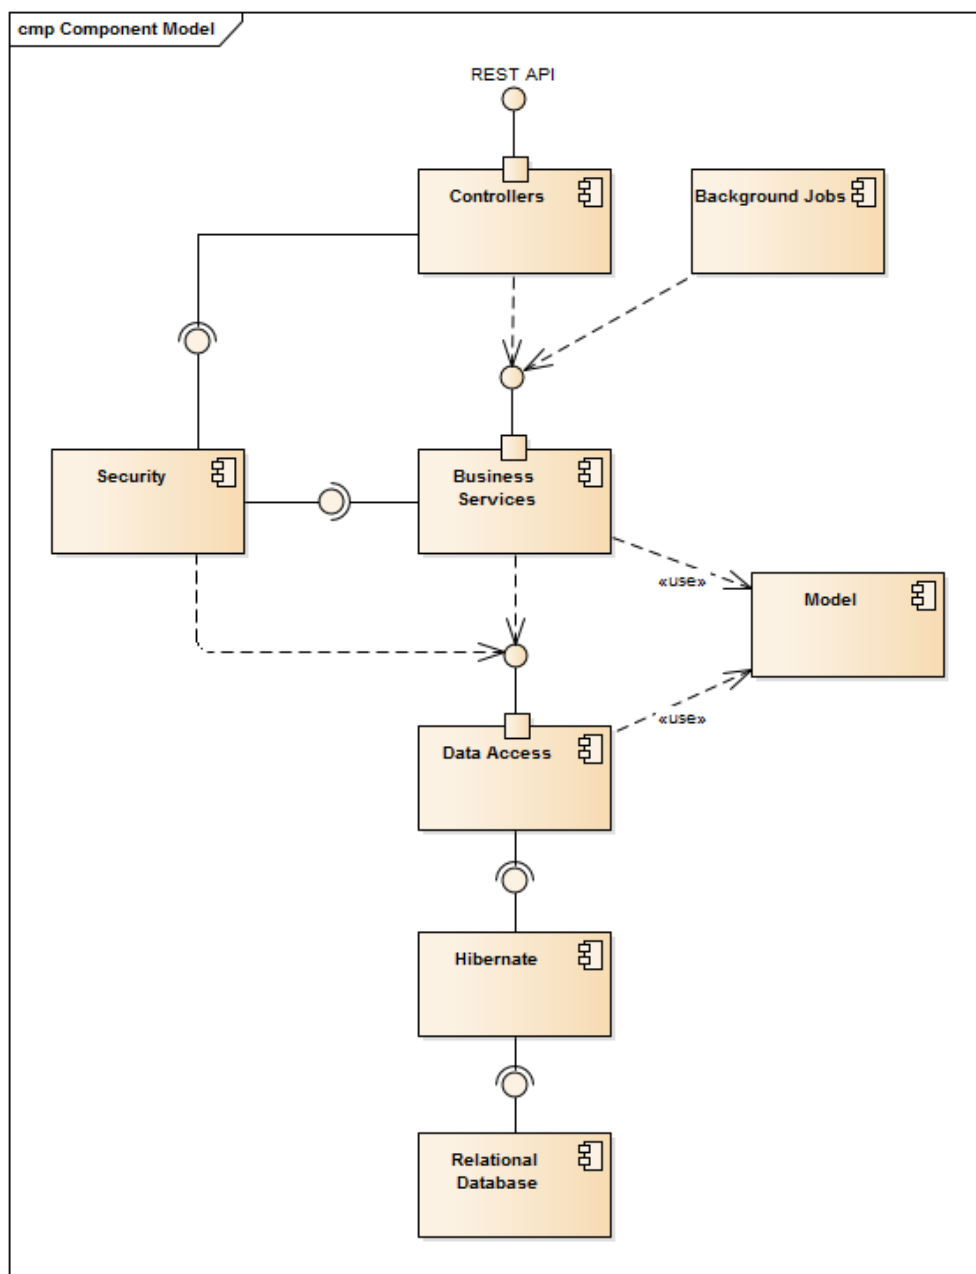 cmp Component Model
REST API
Controllers
Background Jobs
Security
Business
Services
«use»
Model
«use»
Data Access
Hibernate
Relational
Database